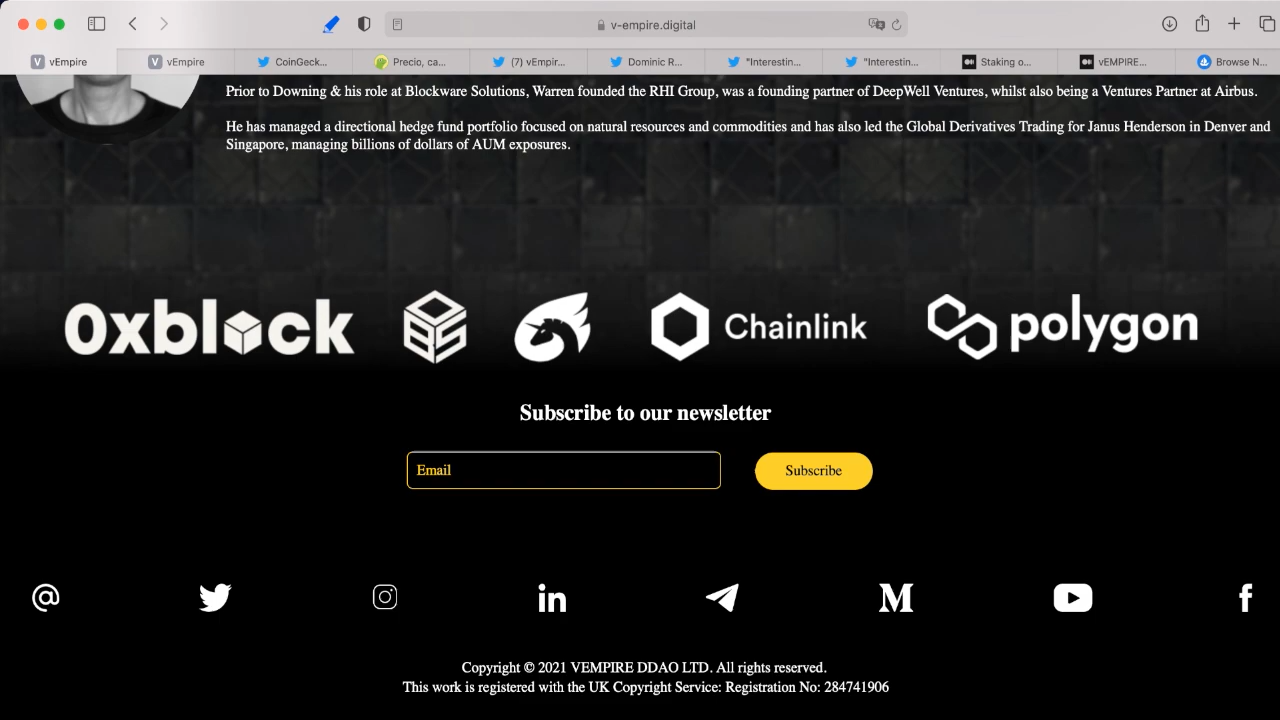 v-empire.digital
V vEmpire
V vEmpire
CoinGeck...
Precio, ca...
(7) vEmpir...
Dominic R...
"Interestin...
"Interestin...
Staking o...
vEMPIRE...
Browse N...
Prior to Downing & his role at Blockware Solutions, Warren founded the RHI Group, was a founding partner of DeepWell Ventures, whilst also being a Ventures Partner at Airbus.
He has managed a directional hedge fund portfolio focused on natural resources and commodities and has also led the Global Derivatives Trading for Janus Henderson in Denver and
Singapore, managing billions of dollars of AUM exposures.
0xblock
OBS
Chainlink
polygon
Subscribe to our newsletter
Email
Subscribe
@
in
M
f
Copyright © 2021 VEMPIRE DDAO LTD. All rights reserved.
This work is registered with the UK Copyright Service: Registration No: 284741906